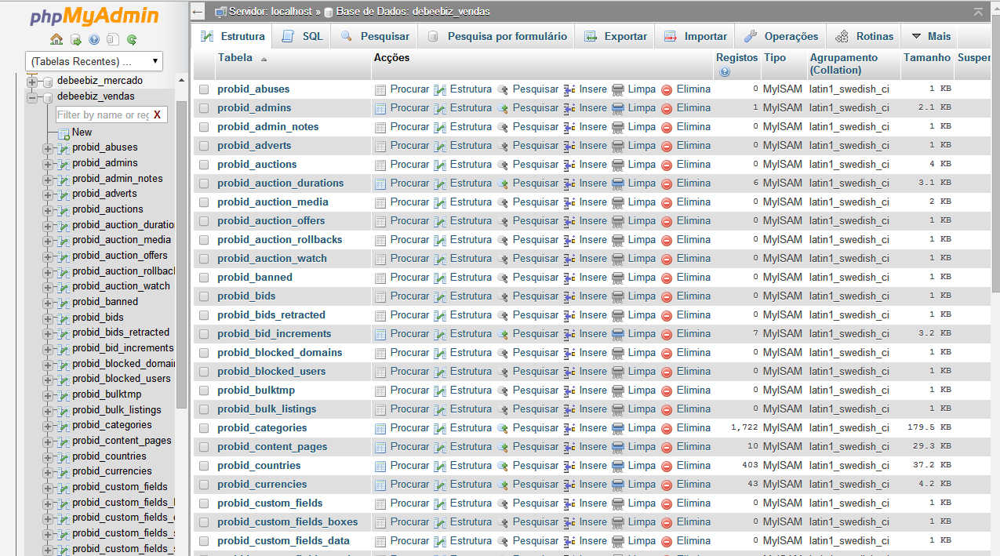 phpMyAdmin
(Tabelas Recentes) ...
debeebiz_mercado
debeebiz_vendas
Filter by name or reg X
New
probid_abuses
probid_admins
probid_admin_notes
probid_adverts
probid_auctions
probid_auction_duratio
probid_auction_media
probid_auction_offers
probid_auction_rollbac
probid_auction_watch
probid_banned
probid_bids
probid_bids_retracted
probid_bid_increments
probid_blocked_domai
probid_blocked_users
probid_bulktmp
probid_bulk_listings
probid_categories
probid_content_pages
probid_countries
probid_currencies
probid_custom_fields
probid_custom_fields_
probid_custom_fields_
probid_custom_fields_
probid_custom_fields_
Servidor: localhost » Base de Dados: debeebiz_vendas
Estrutura SQL Pesquisar Pesquisa por formulário Exportar Importar Operações Rotinas Mais
Tabela Acções Registos Tipo Agrupamento (Collation) Tamanho Suspen
probid_abuses Procurar Estrutura Pesquisar Insere Limpa Elimina 0 MyISAM latin1_swedish_ci 1 KB
probid_admins Procurar Estrutura Pesquisar Insere Limpa Elimina 1 MyISAM latin1_swedish_ci 2.1 KB
probid_admin_notes Procurar Estrutura Pesquisar Insere Limpa Elimina 0 MyISAM latin1_swedish_ci 1 KB
probid_adverts Procurar Estrutura Pesquisar Insere Limpa Elimina 0 MyISAM latin1_swedish_ci 1 KB
probid_auctions Procurar Estrutura Pesquisar Insere Limpa Elimina 0 MyISAM latin1_swedish_ci 4 KB
probid_auction_durations Procurar Estrutura Pesquisar Insere Limpa Elimina 6 MyISAM latin1_swedish_ci 3.1 KB
probid_auction_media Procurar Estrutura Pesquisar Insere Limpa Elimina 0 MyISAM latin1_swedish_ci 2 KB
probid_auction_offers Procurar Estrutura Pesquisar Insere Limpa Elimina 0 MyISAM latin1_swedish_ci 1 KB
probid_auction_rollbacks Procurar Estrutura Pesquisar Insere Limpa Elimina 0 MyISAM latin1_swedish_ci 1 KB
probid_auction_watch Procurar Estrutura Pesquisar Insere Limpa Elimina 0 MyISAM latin1_swedish_ci 1 KB
probid_banned Procurar Estrutura Pesquisar Insere Limpa Elimina 0 MyISAM latin1_swedish_ci 1 KB
probid_bids Procurar Estrutura Pesquisar Insere Limpa Elimina 0 MyISAM latin1_swedish_ci 1 KB
probid_bids_retracted Procurar Estrutura Pesquisar Insere Limpa Elimina 0 MyISAM latin1_swedish_ci 1 KB
probid_bid_increments Procurar Estrutura Pesquisar Insere Limpa Elimina 7 MyISAM latin1_swedish_ci 3.2 KB
probid_blocked_domains Procurar Estrutura Pesquisar Insere Limpa Elimina 0 MyISAM latin1_swedish_ci 1 KB
probid_blocked_users Procurar Estrutura Pesquisar Insere Limpa Elimina 0 MyISAM latin1_swedish_ci 1 KB
probid_bulktmp Procurar Estrutura Pesquisar Insere Limpa Elimina 0 MyISAM latin1_swedish_ci 1 KB
probid_bulk_listings Procurar Estrutura Pesquisar Insere Limpa Elimina 0 MyISAM latin1_swedish_ci 1 KB
probid_categories Procurar Estrutura Pesquisar Insere Limpa Elimina 1,722 MyISAM latin1_swedish_ci 179.5 KB
probid_content_pages Procurar Estrutura Pesquisar Insere Limpa Elimina 10 MyISAM latin1_swedish_ci 29.3 KB
probid_countries Procurar Estrutura Pesquisar Insere Limpa Elimina 403 MyISAM latin1_swedish_ci 37.2 KB
probid_currencies Procurar Estrutura Pesquisar Insere Limpa Elimina 43 MyISAM latin1_swedish_ci 4.2 KB
probid_custom_fields Procurar Estrutura Pesquisar Insere Limpa Elimina 0 MyISAM latin1_swedish_ci 1 KB
probid_custom_fields_boxes Procurar Estrutura Pesquisar Insere Limpa Elimina 0 MyISAM latin1_swedish_ci 1 KB
probid_custom_fields_data Procurar Estrutura Pesquisar Insere Limpa Elimina 0 MyISAM latin1_swedish_ci 1 KB